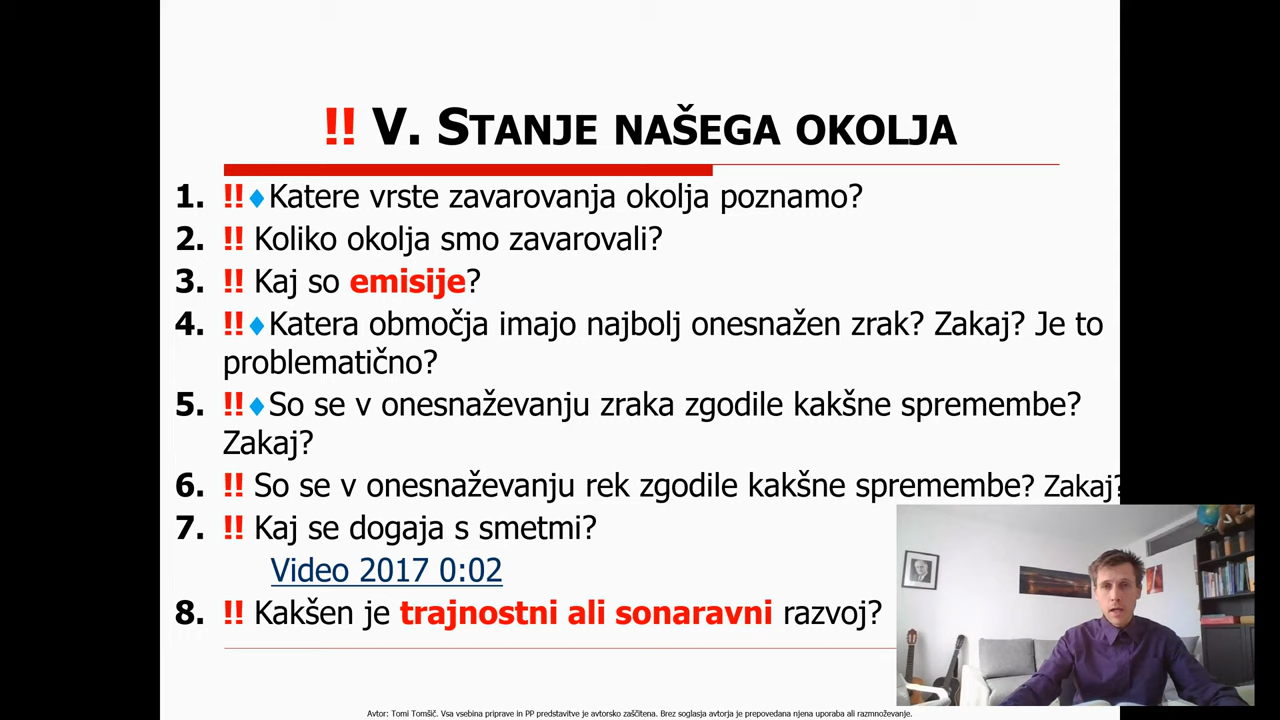 !! V. STANJE NAŠEGA OKOLJA
1. !!♦Katere vrste zavarovanja okolja poznamo?
2. !! Koliko okolja smo zavarovali?
3. !! Kaj so emisije?
4. !!♦Katera območja imajo najbolj onesnažen zrak? Zakaj? Je to
problematično?
5. !!♦So se v onesnaževanju zraka zgodile kakšne spremembe?
Zakaj?
6. !! So se v onesnaževanju rek zgodile kakšne spremembe? Zakaj?
7. !! Kaj se dogaja s smetmi?
Video 2017 0:02
8. !! Kakšen je trajnostni ali sonaravni razvoj?
Avtor: Tomi Tomšič. Vsa vsebina priprave in PP predstavitve je avtorsko zaščitena. Brez soglasja avtorja je prepovedana njena uporaba ali razmnoževanje.